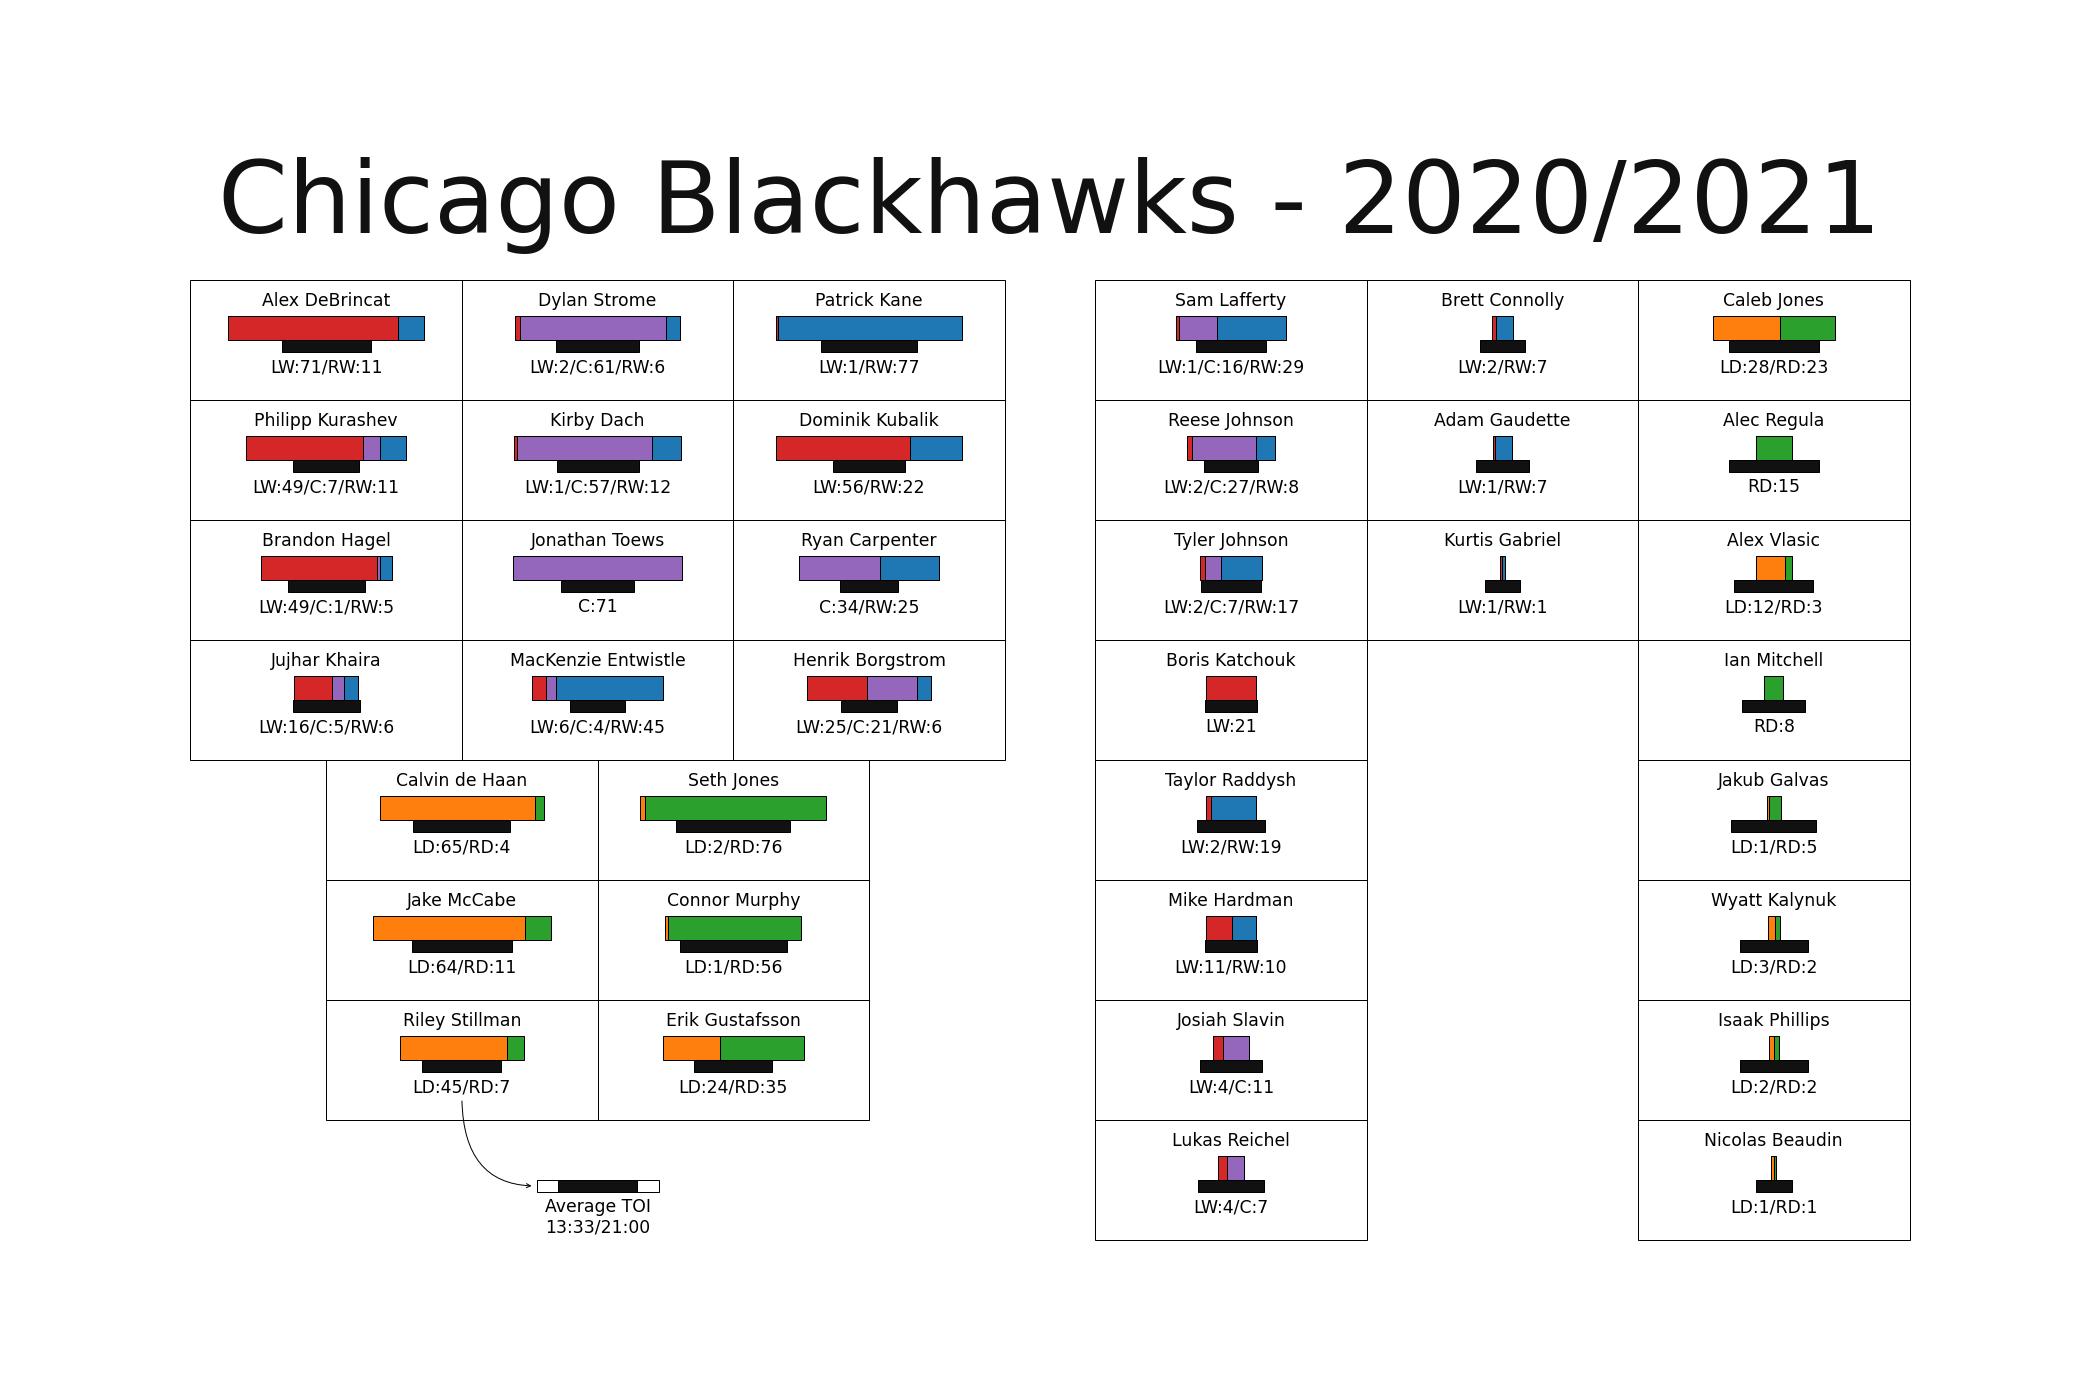 Chicago Blackhawks - 2020/2021
Alex DeBrincat
LW:71/RW:11
Dylan Strome
LW:2/C:61/RW:6
Patrick Kane
LW:1/RW:77
Philipp Kurashev
LW:49/C:7/RW:11
Kirby Dach
LW:1/C:57/RW:12
Dominik Kubalik
LW:56/RW:22
Brandon Hagel
LW:49/C:1/RW:5
Jonathan Toews
C:71
Ryan Carpenter
C:34/RW:25
Jujhar Khaira
LW:16/C:5/RW:6
MacKenzie Entwistle
LW:6/C:4/RW:45
Henrik Borgstrom
LW:25/C:21/RW:6
Calvin de Haan
LD:65/RD:4
Seth Jones
LD:2/RD:76
Jake McCabe
LD:64/RD:11
Connor Murphy
LD:1/RD:56
Riley Stillman
LD:45/RD:7
Erik Gustafsson
LD:24/RD:35
Average TOI
13:33/21:00
Sam Lafferty
LW:1/C:16/RW:29
Brett Connolly
LW:2/RW:7
Caleb Jones
LD:28/RD:23
Reese Johnson
LW:2/C:27/RW:8
Adam Gaudette
LW:1/RW:7
Alec Regula
RD:15
Tyler Johnson
LW:2/C:7/RW:17
Kurtis Gabriel
LW:1/RW:1
Alex Vlasic
LD:12/RD:3
Boris Katchouk
LW:21
Ian Mitchell
RD:8
Taylor Raddysh
LW:2/RW:19
Jakub Galvas
LD:1/RD:5
Mike Hardman
LW:11/RW:10
Wyatt Kalynuk
LD:3/RD:2
Josiah Slavin
LW:4/C:11
Isaak Phillips
LD:2/RD:2
Lukas Reichel
LW:4/C:7
Nicolas Beaudin
LD:1/RD:1